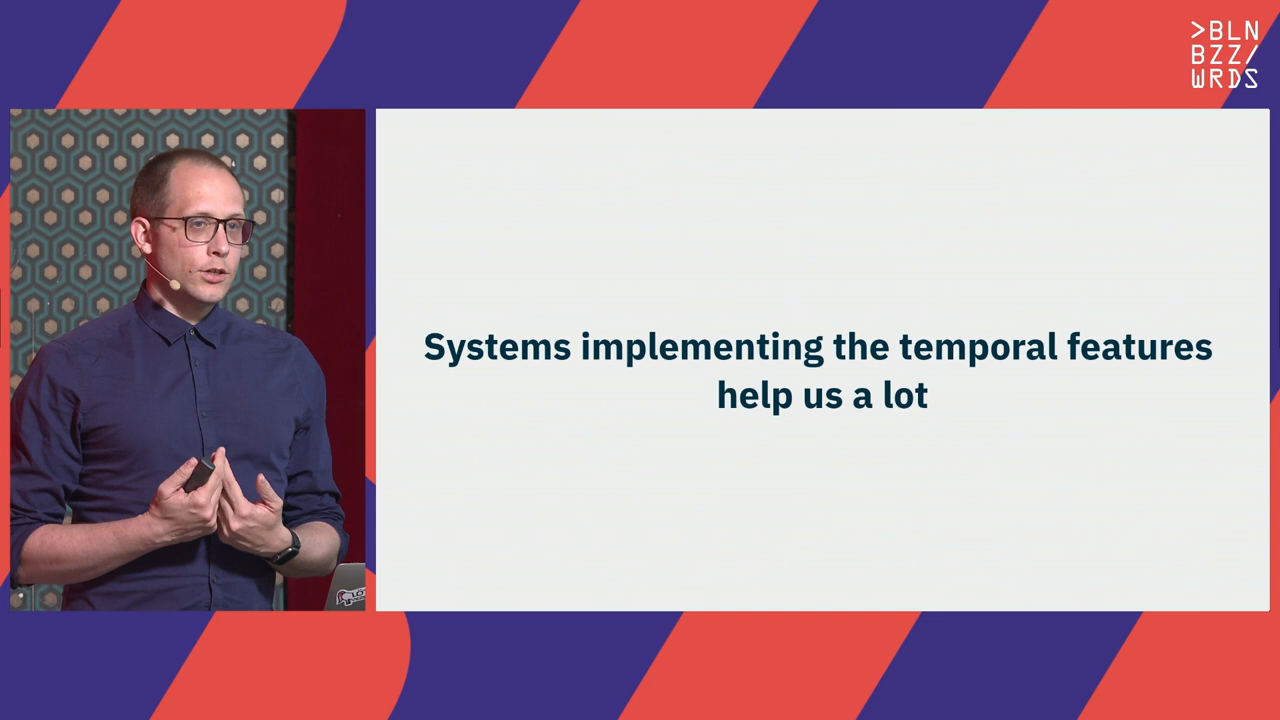 >BLN
BZZ/
WRDS
Systems implementing the temporal features
help us a lot